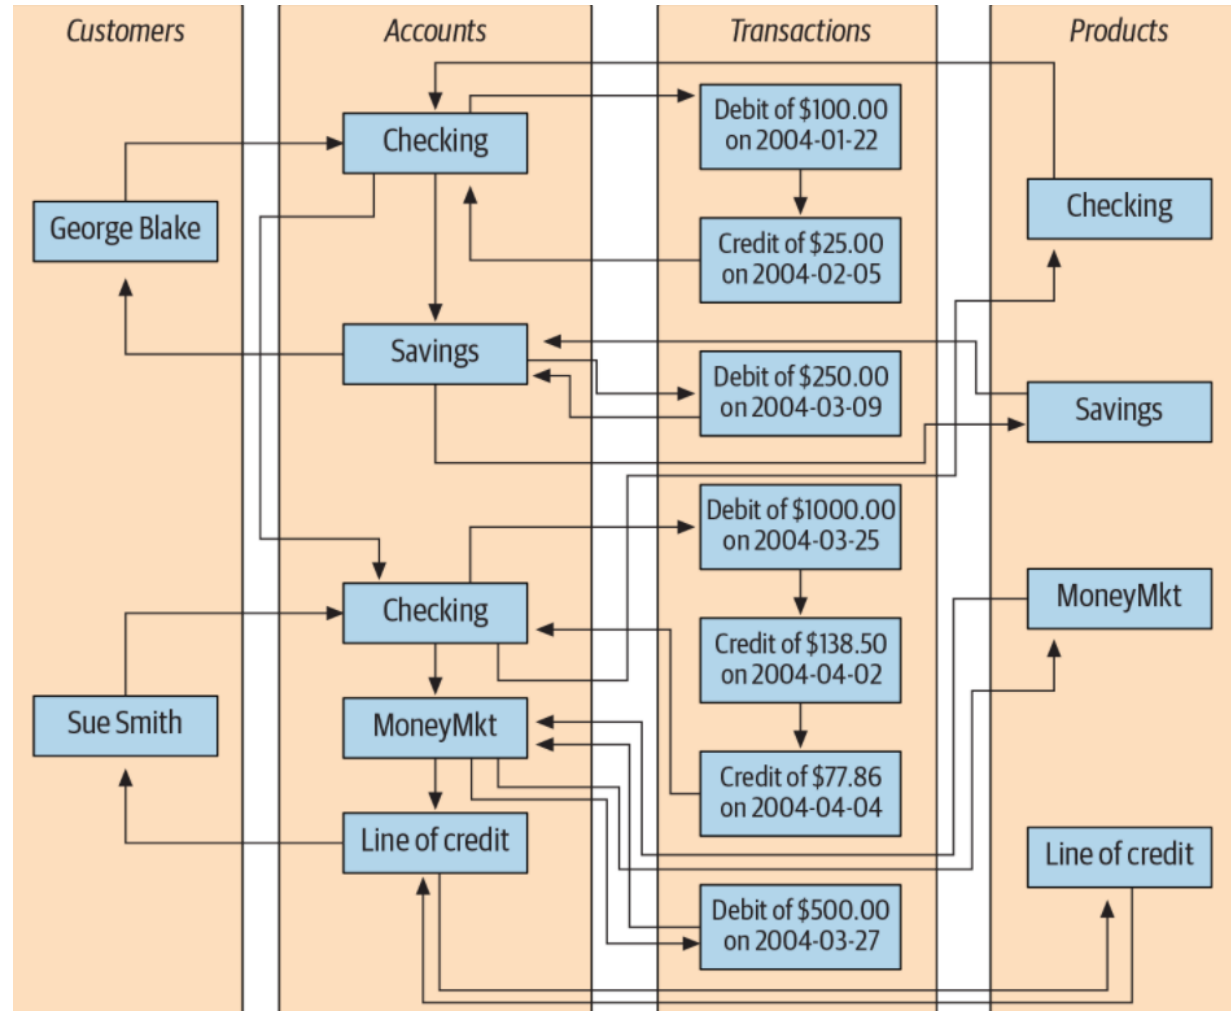 Customers
Accounts
Transactions
Products
George Blake
Sue Smith
Checking
Savings
Checking
MoneyMkt
Line of credit
Debit of $100.00
on 2004-01-22
Credit of $25.00
on 2004-02-05
Debit of $250.00
on 2004-03-09
Debit of $1000.00
on 2004-03-25
Credit of $138.50
on 2004-04-02
Credit of $77.86
on 2004-04-04
Debit of $500.00
on 2004-03-27
Checking
Savings
MoneyMkt
Line of credit